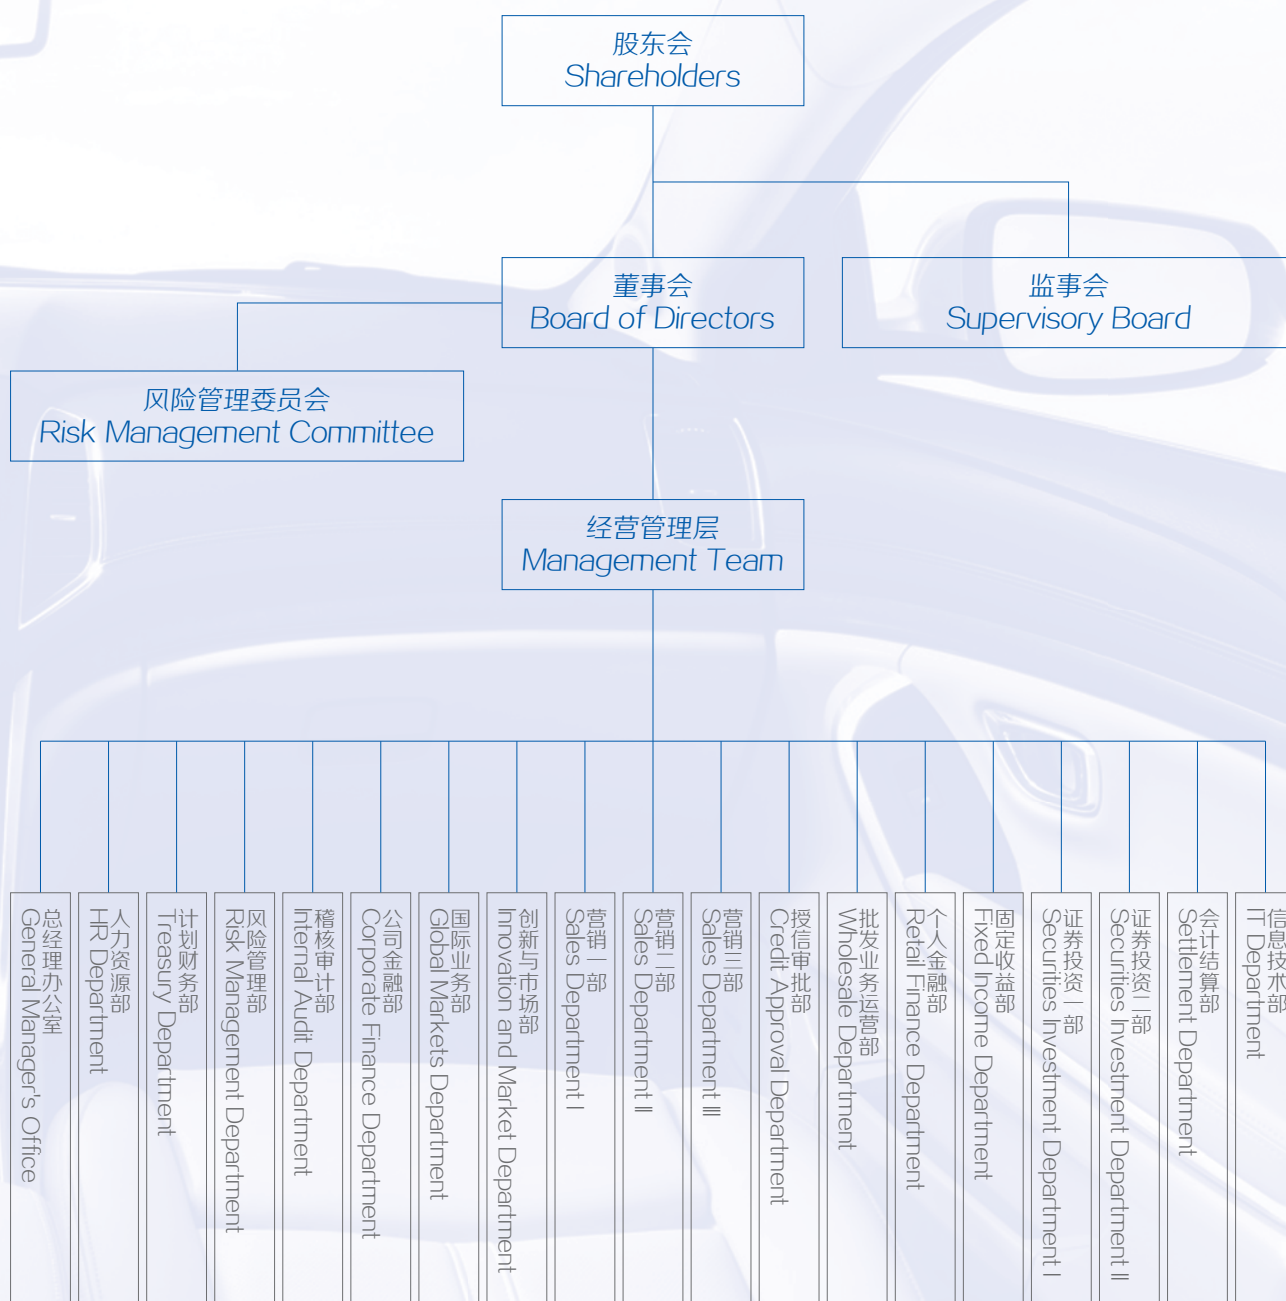 股东会
Shareholders
董事会
Board of Directors
监事会
Supervisory Board
风险管理委员会
Risk Management Committee
经营管理层
Management Team
总经理办公室
General Manager's Office
人力资源部
HR Department
计划财务部
Treasury Department
风险管理部
Risk Management Department
稽核审计部
Internal Audit Department
公司金融部
Corporate Finance Department
国际业务部
Global Markets Department
创新与市场部
Innovation and Market Department
营销一部
Sales Department I
营销二部
Sales Department II
营销三部
Sales Department III
授信审批部
Credit Approval Department
批发业务运营部
Wholesale Department
个人金融部
Retail Finance Department
固定收益部
Fixed Income Department
证券投资一部
Securities Investment Department I
证券投资二部
Securities Investment Department II
会计结算部
Settlement Department
信息技术部
IT Department